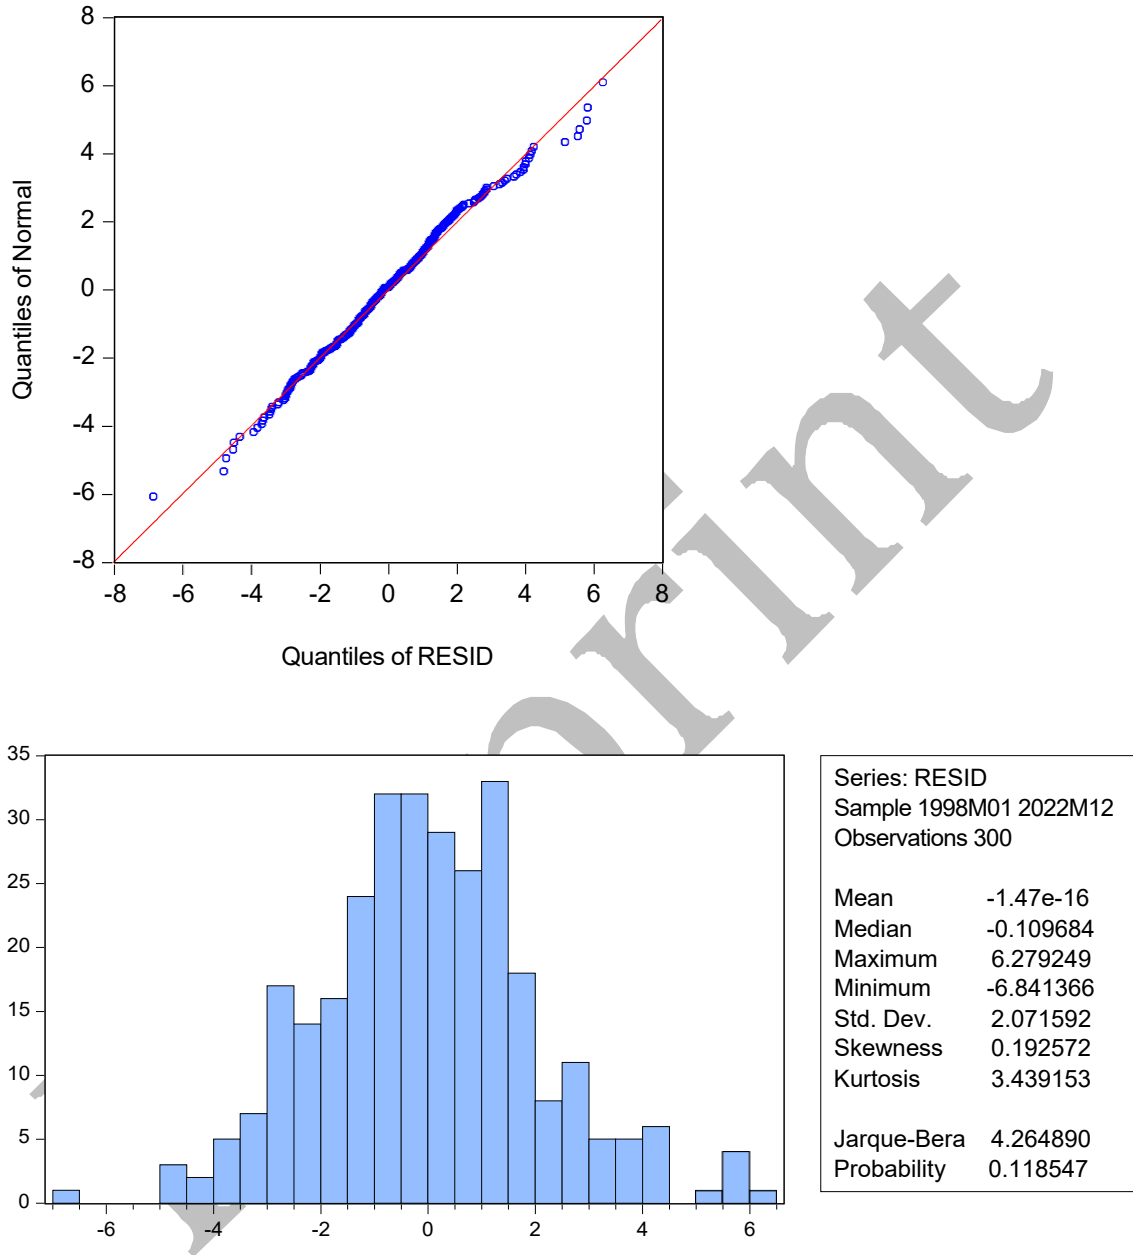 8
6
4
2
0
-2
-4
-6
-8
Quantiles of Normal
-8 -6 -4 -2 0 2 4 6 8
Quantiles of RESID
35
30
25
20
15
10
5
0
-6 -4 -2 0 2 4 6
Series: RESID
Sample 1998M01 2022M12
Observations 300
Mean -1.47e-16
Median -0.109684
Maximum 6.279249
Minimum -6.841366
Std. Dev. 2.071592
Skewness 0.192572
Kurtosis 3.439153
Jarque-Bera 4.264890
Probability 0.118547